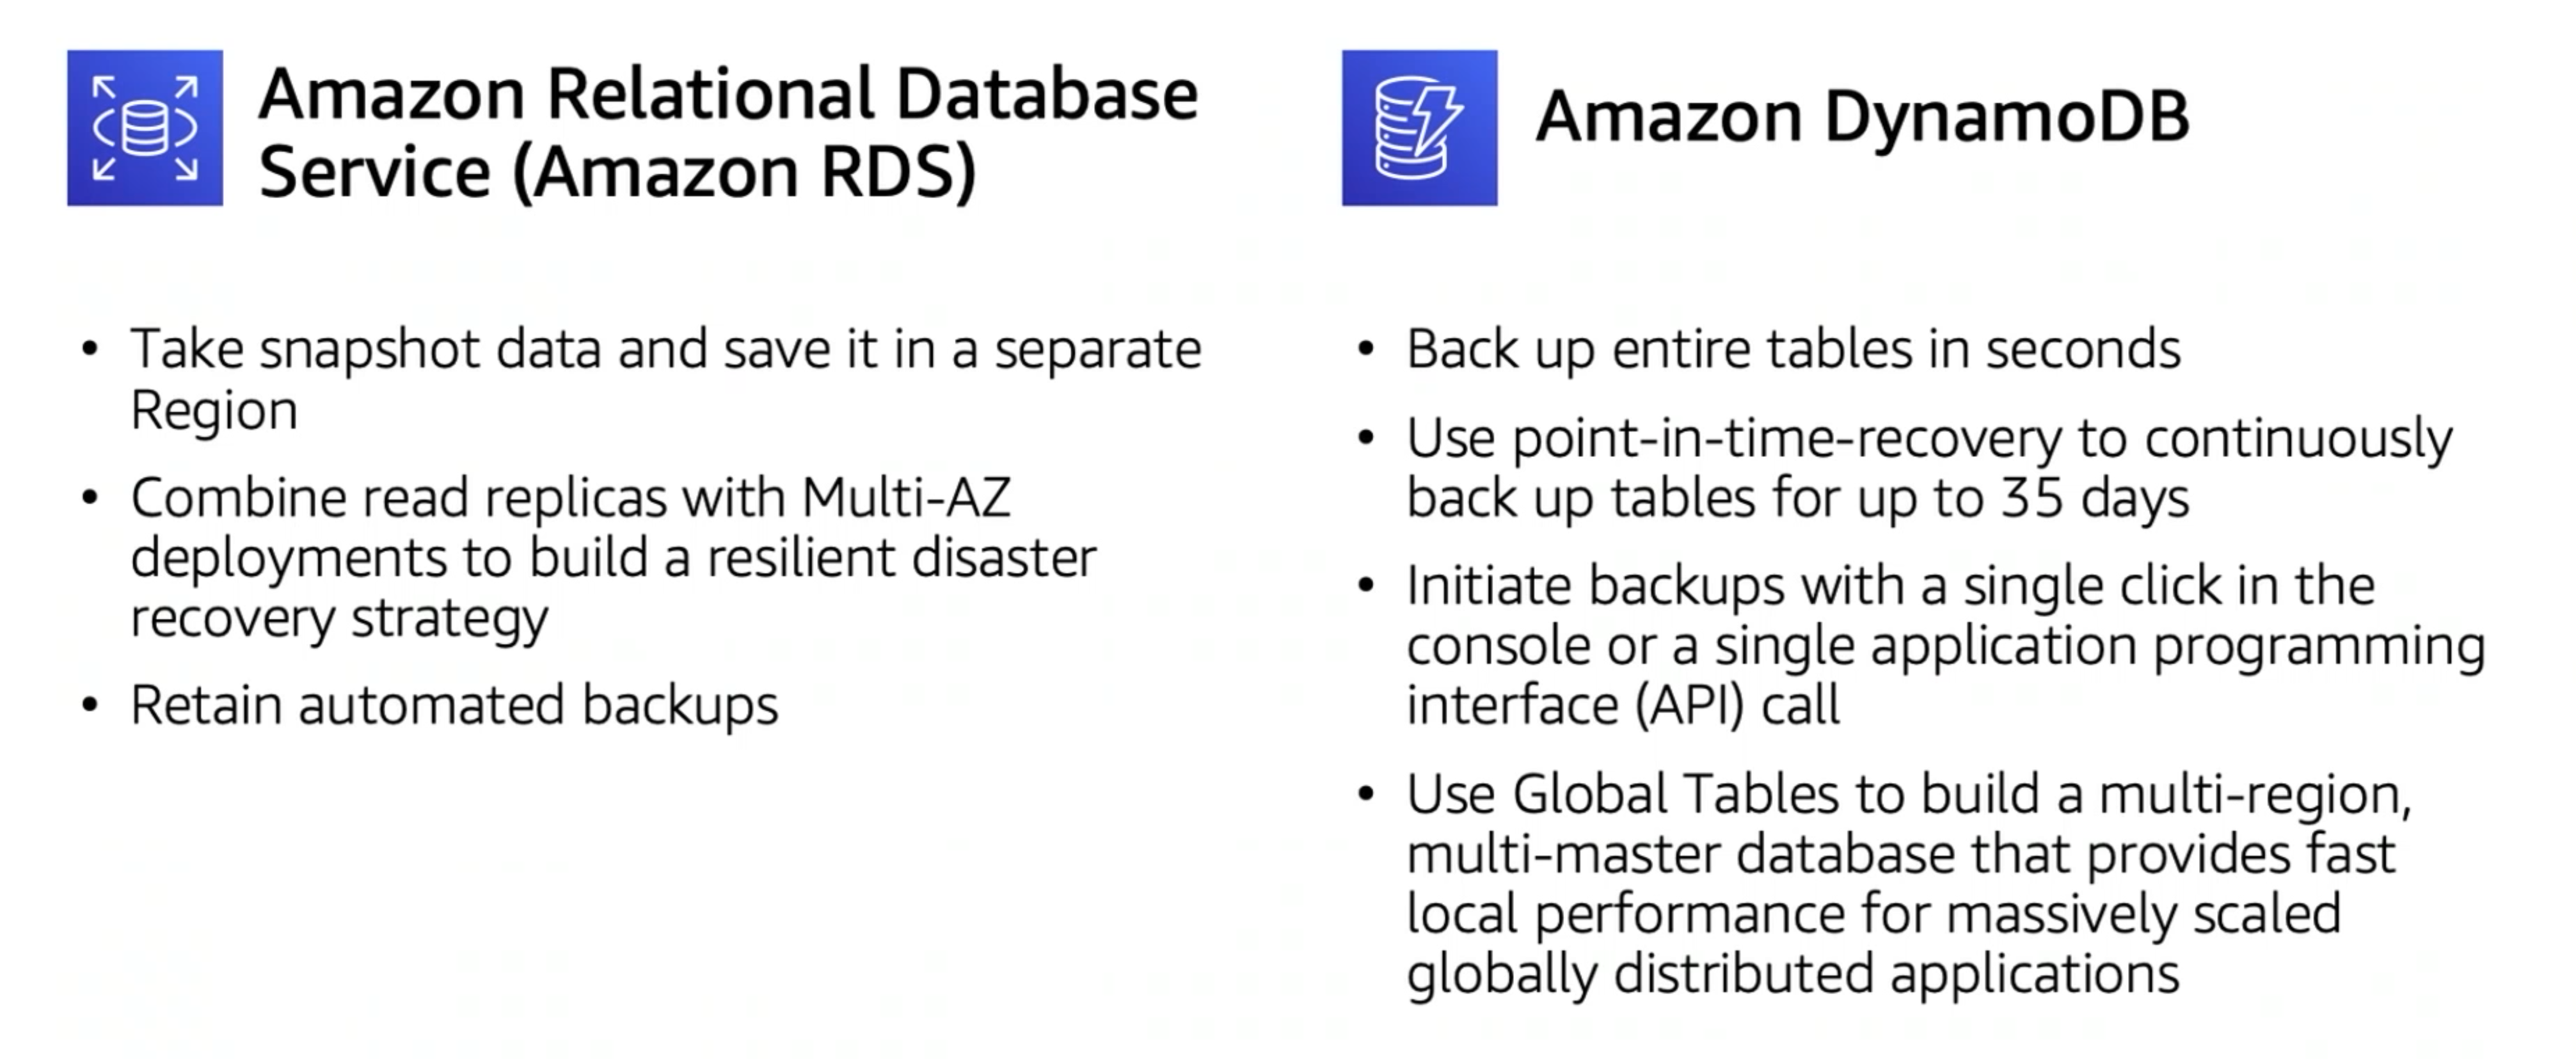 Amazon Relational Database
Service (Amazon RDS)
• Take snapshot data and save it in a separate
Region
• Combine read replicas with Multi-AZ
deployments to build a resilient disaster
recovery strategy
• Retain automated backups
Amazon DynamoDB
• Back up entire tables in seconds
• Use point-in-time-recovery to continuously
back up tables for up to 35 days
• Initiate backups with a single click in the
console or a single application programming
interface (API) call
• Use Global Tables to build a multi-region,
multi-master database that provides fast
local performance for massively scaled
globally distributed applications